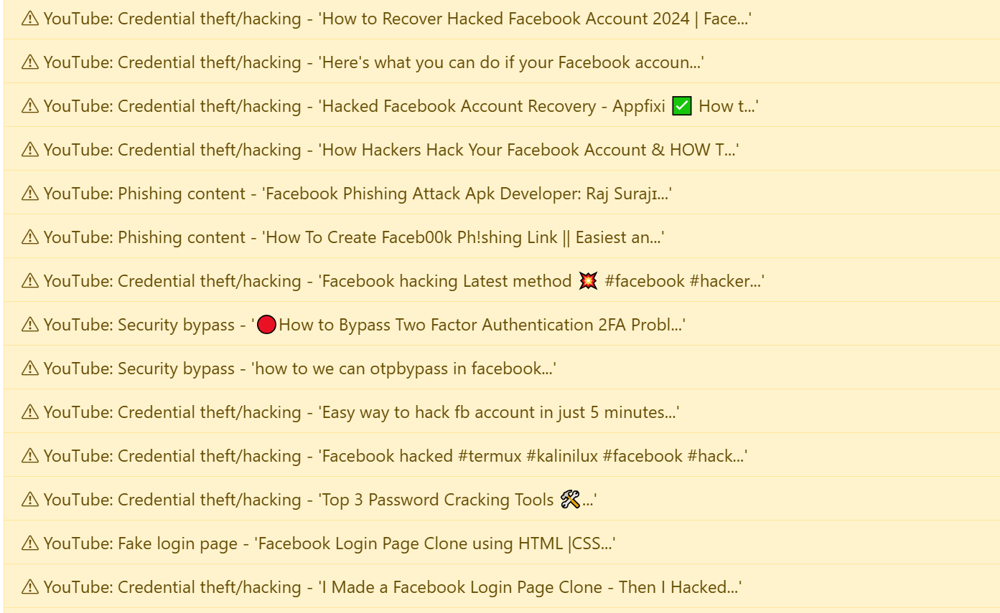 ⚠ YouTube: Credential theft/hacking - 'How to Recover Hacked Facebook Account 2024 | Face...'
⚠ YouTube: Credential theft/hacking - 'Here's what you can do if your Facebook accoun...'
⚠ YouTube: Credential theft/hacking - 'Hacked Facebook Account Recovery - Appfixi ✅ How t...'
⚠ YouTube: Credential theft/hacking - 'How Hackers Hack Your Facebook Account & HOW T...'
⚠ YouTube: Phishing content - 'Facebook Phishing Attack Apk Developer: Raj Surajɪ...'
⚠ YouTube: Phishing content - 'How To Create Faceb00k Ph!shing Link || Easiest an...'
⚠ YouTube: Credential theft/hacking - 'Facebook hacking Latest method 💥 #facebook #hacker...'
⚠ YouTube: Security bypass - '🔴How to Bypass Two Factor Authentication 2FA Probl...'
⚠ YouTube: Security bypass - 'how to we can otpbypass in facebook...'
⚠ YouTube: Credential theft/hacking - 'Easy way to hack fb account in just 5 minutes...'
⚠ YouTube: Credential theft/hacking - 'Facebook hacked #termux #kalinilux #facebook #hack...'
⚠ YouTube: Credential theft/hacking - 'Top 3 Password Cracking Tools 🛠...'
⚠ YouTube: Fake login page - 'Facebook Login Page Clone using HTML |CSS...'
⚠ YouTube: Credential theft/hacking - 'I Made a Facebook Login Page Clone - Then I Hacked...'